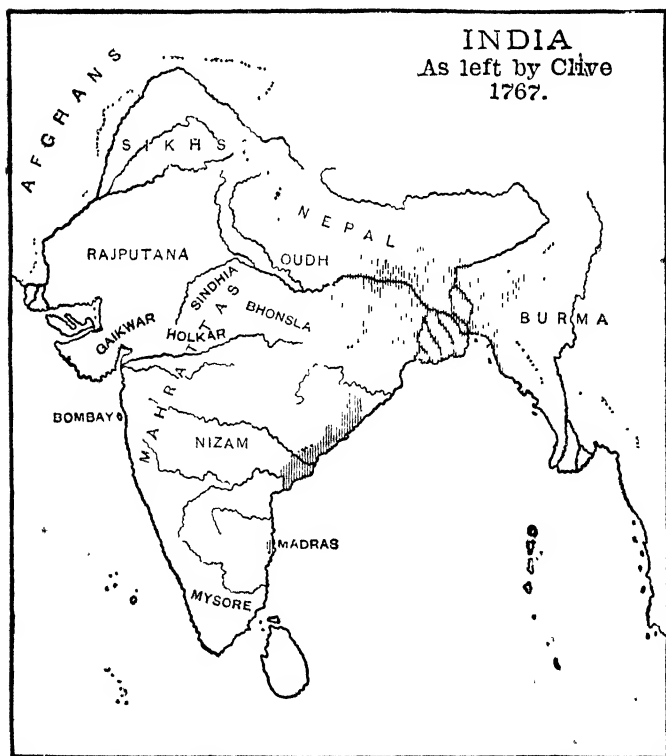 INDIA
As left by Clive
1767.
AFGHANS
SIKHS
NEPAL
RAJPUTANA
OUDH
SINDHIA
BHONSLA
BURMA
GAIKWAR
HOLKAR
MAHRATTAS
BOMBAY
NIZAM
MADRAS
MYSORE